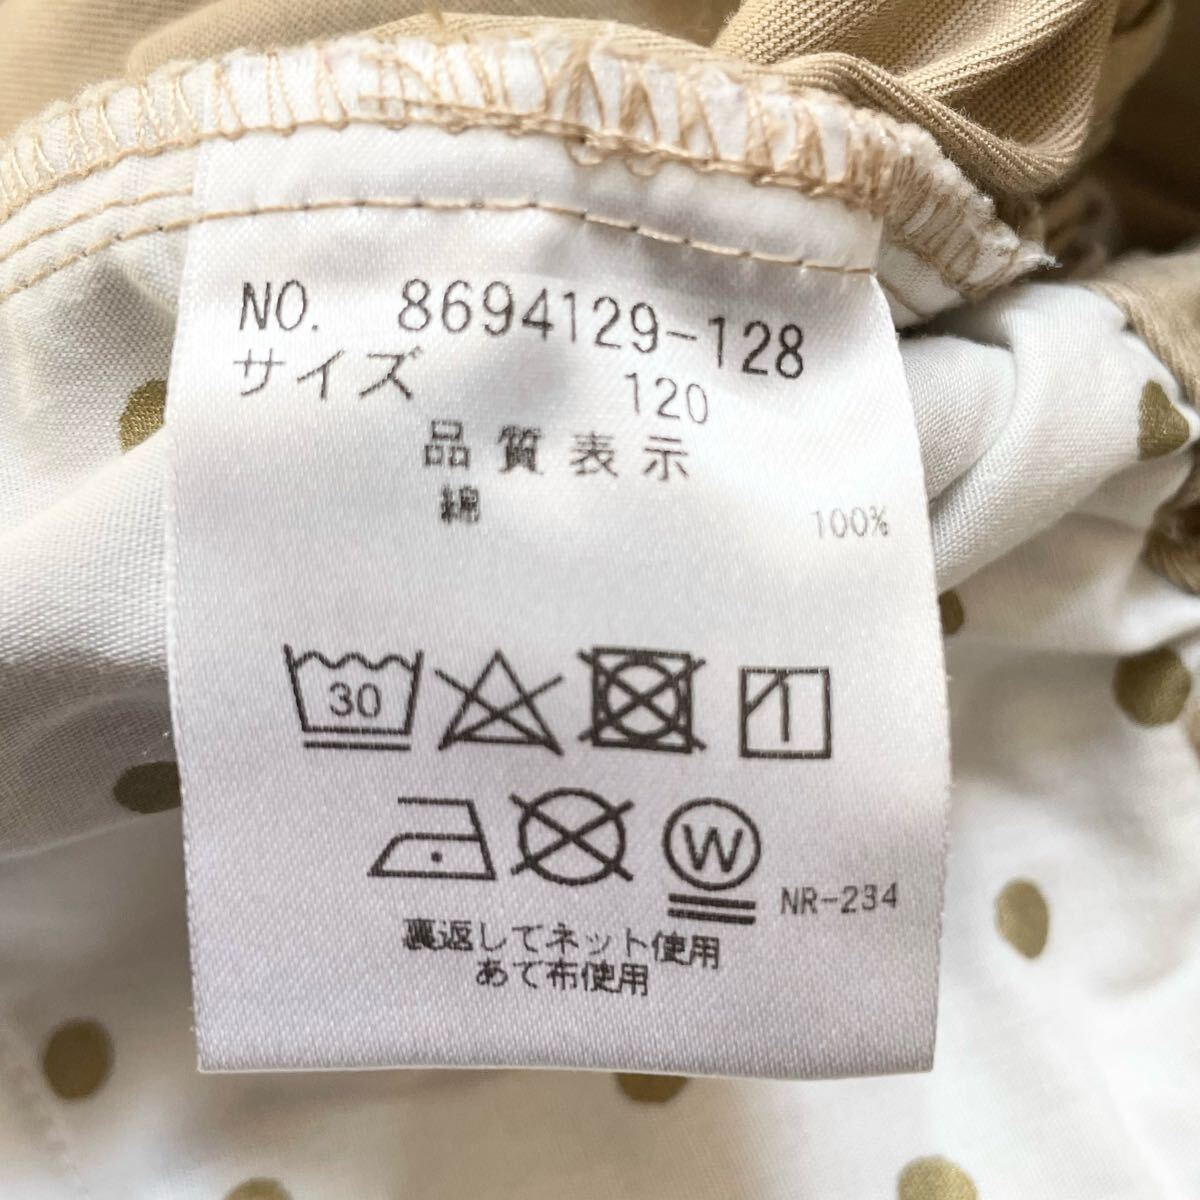 NO. 8694129-128
サイズ 120
品質表示
綿 100%
30
W NR-234
裏返してネット使用
あて布使用